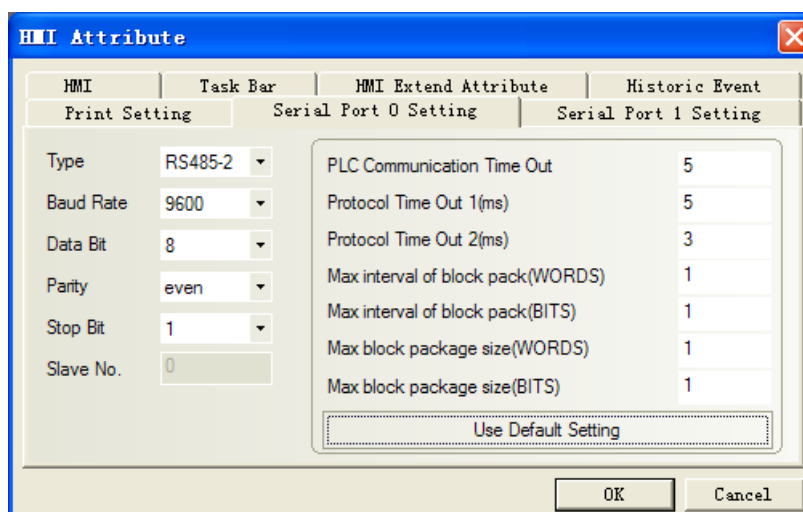 HMI Attribute
HMI Task Bar HMI Extend Attribute Historic Event
Print Setting Serial Port 0 Setting Serial Port 1 Setting
Type RS485-2
Baud Rate 9600
Data Bit 8
Parity even
Stop Bit 1
Slave No. 0
PLC Communication Time Out 5
Protocol Time Out 1(ms) 5
Protocol Time Out 2(ms) 3
Max interval of block pack(WORDS) 1
Max interval of block pack(BITS) 1
Max block package size(WORDS) 1
Max block package size(BITS) 1
Use Default Setting
OK Cancel